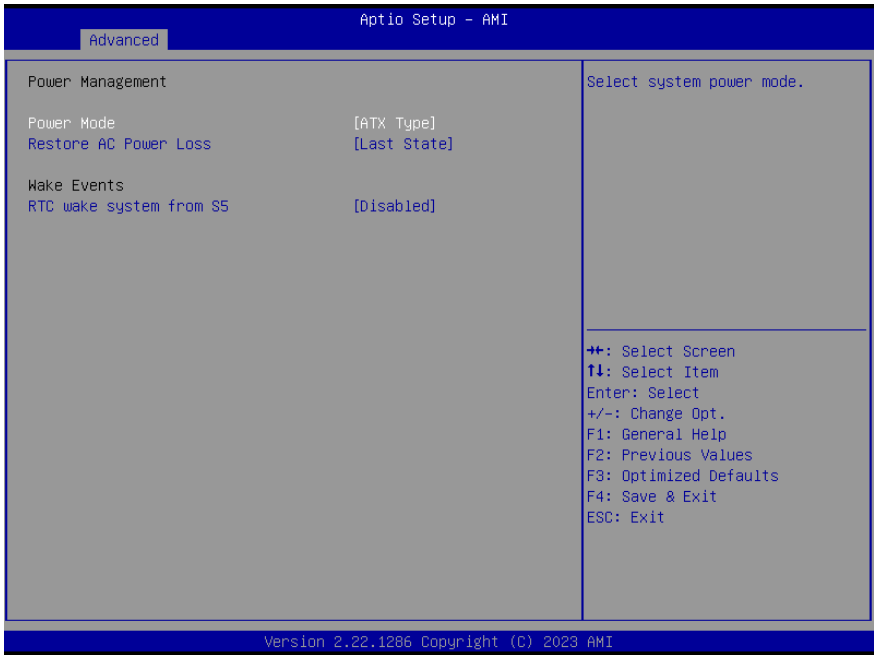 Aptio Setup – AMI
Advanced
Power Management
Power Mode [ATX Type]
Restore AC Power Loss [Last State]
Wake Events
RTC wake system from S5 [Disabled]
Select system power mode.
→←: Select Screen
↑↓: Select Item
Enter: Select
+/-: Change Opt.
F1: General Help
F2: Previous Values
F3: Optimized Defaults
F4: Save & Exit
ESC: Exit
Version 2.22.1286 Copyright (C) 2023 AMI